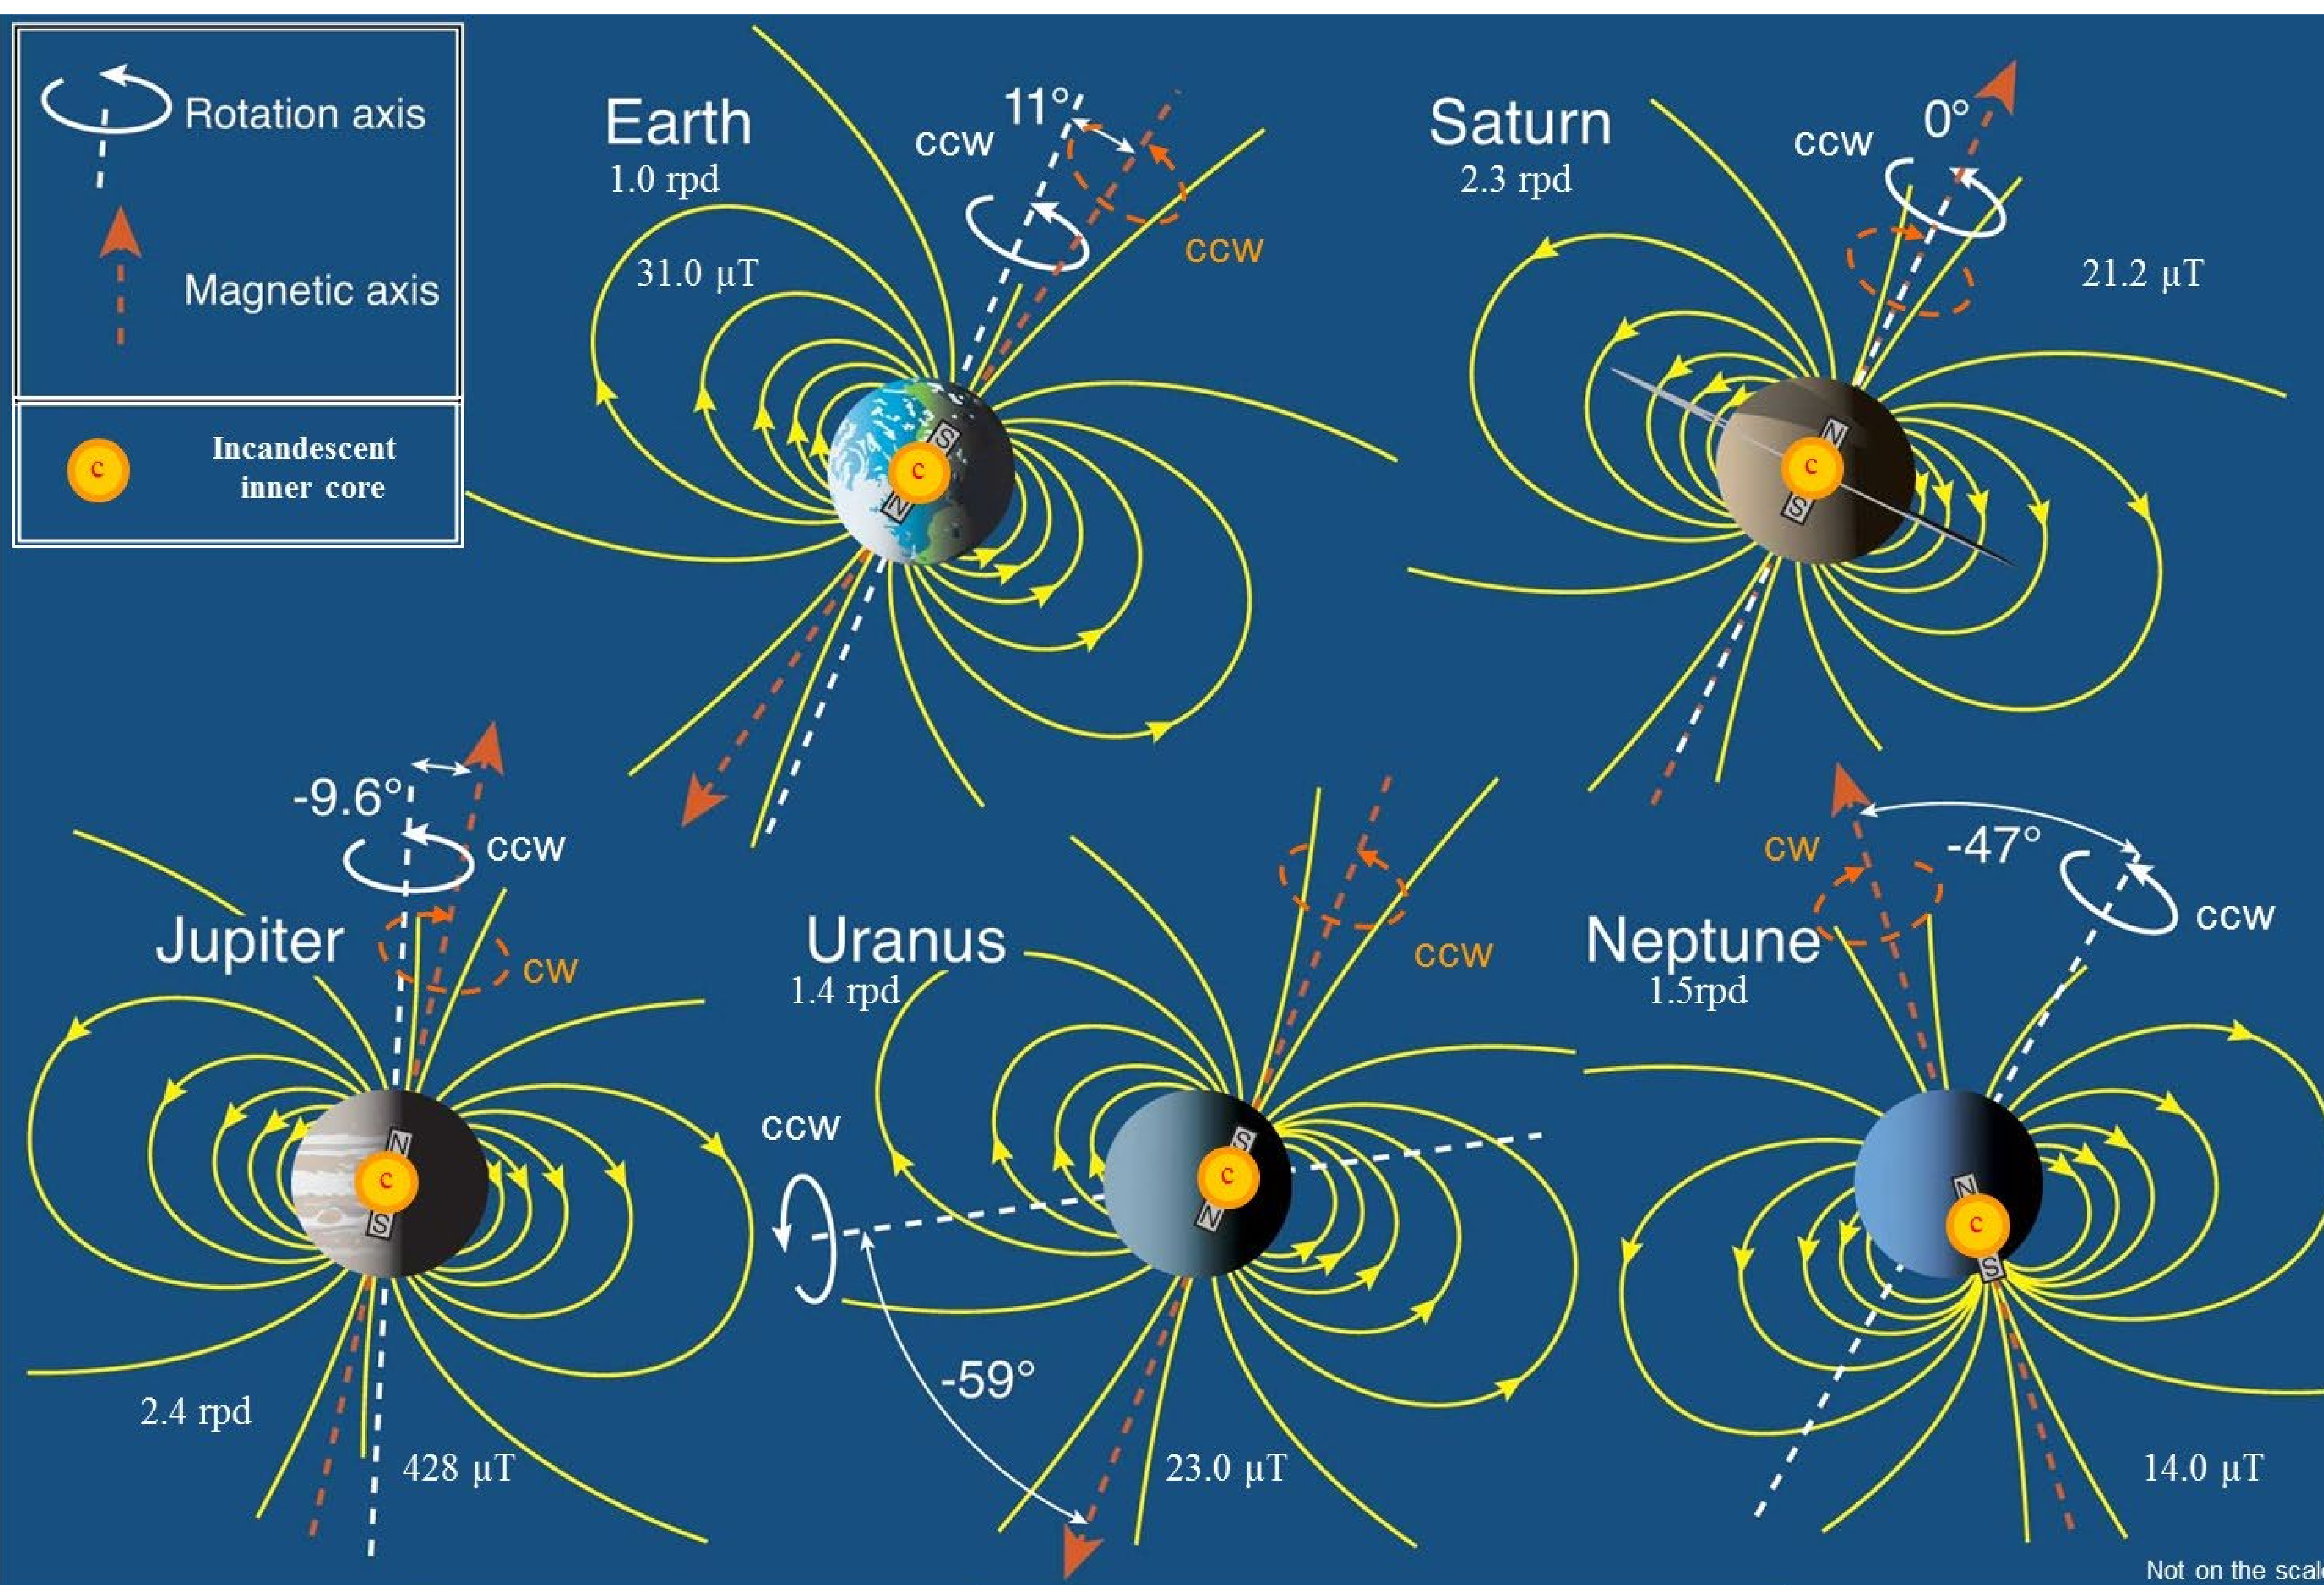 Rotation axis
Magnetic axis
c
Incandescent
inner core
Earth
1.0 rpd
31.0 µT
ccw
11°
ccw
S
c
N
Saturn
2.3 rpd
ccw
0°
21.2 µT
N
c
S
-9.6°
ccw
Jupiter
cw
N
c
S
2.4 rpd
428 µT
Uranus
1.4 rpd
ccw
ccw
S
c
N
-59°
23.0 µT
cw
-47°
Neptune
ccw
1.5rpd
N
c
S
14.0 µT
Not on the scale